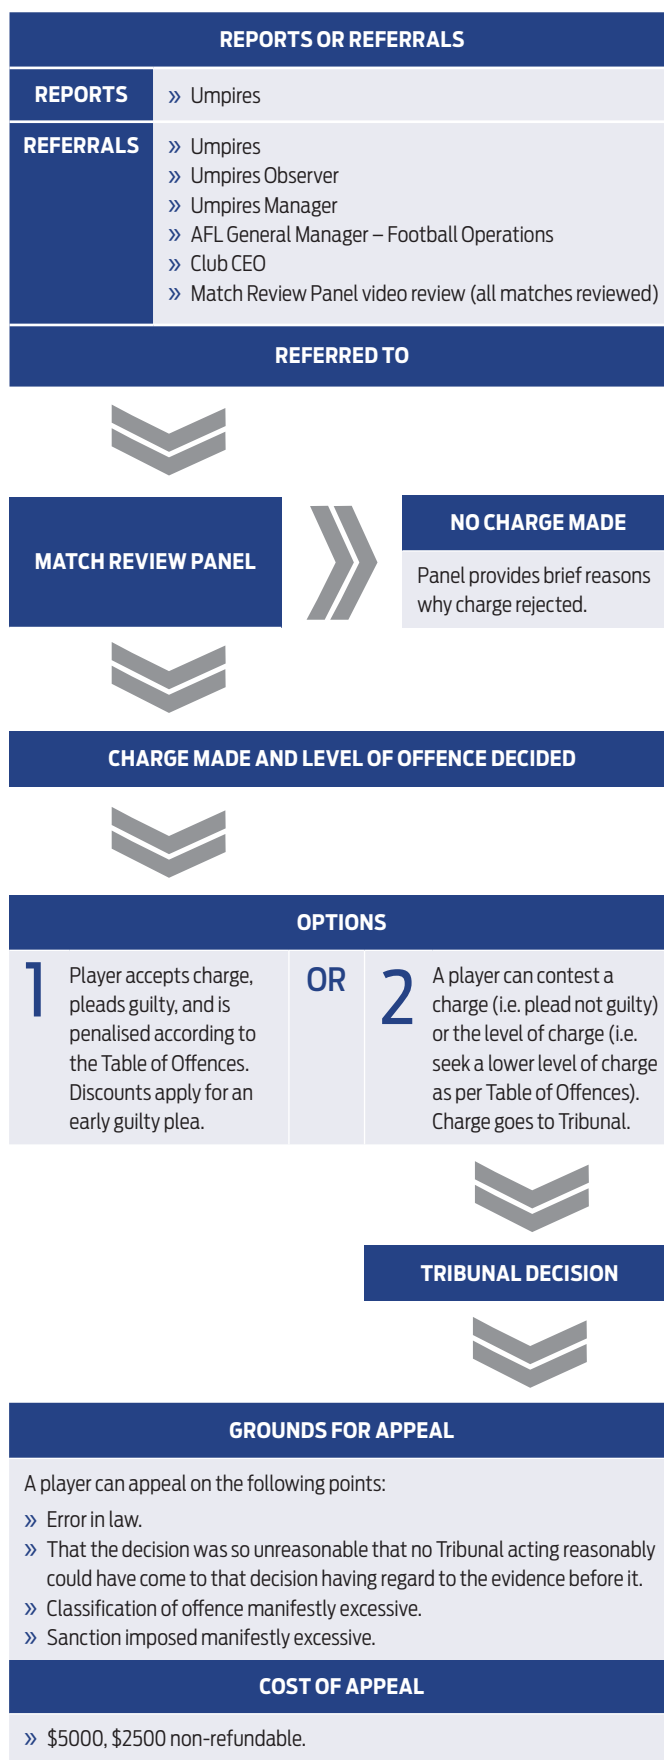 REPORTS OR REFERRALS
REPORTS
» Umpires
REFERRALS
» Umpires
» Umpires Observer
» Umpires Manager
» AFL General Manager – Football Operations
» Club CEO
» Match Review Panel video review (all matches reviewed)
REFERRED TO
MATCH REVIEW PANEL
NO CHARGE MADE
Panel provides brief reasons
why charge rejected.
CHARGE MADE AND LEVEL OF OFFENCE DECIDED
OPTIONS
1
Player accepts charge,
pleads guilty, and is
penalised according to
the Table of Offences.
Discounts apply for an
early guilty plea.
OR
2
A player can contest a
charge (i.e. plead not guilty)
or the level of charge (i.e.
seek a lower level of charge
as per Table of Offences).
Charge goes to Tribunal.
TRIBUNAL DECISION
GROUNDS FOR APPEAL
A player can appeal on the following points:
» Error in law.
» That the decision was so unreasonable that no Tribunal acting reasonably
could have come to that decision having regard to the evidence before it.
» Classification of offence manifestly excessive.
» Sanction imposed manifestly excessive.
COST OF APPEAL
» $5000, $2500 non-refundable.